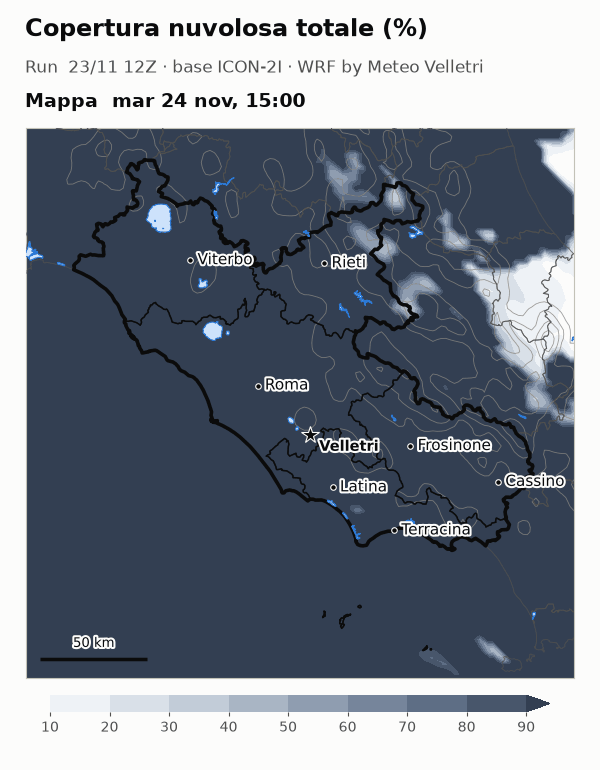 Copertura nuvolosa totale (%)
Run 23/11 12Z · base ICON-2I · WRF by Meteo Velletri
Mappa mar 24 nov, 15:00
Viterbo
Rieti
Roma
Velletri
Frosinone
Cassino
Latina
Terracina
50 km
10 20 30 40 50 60 70 80 90